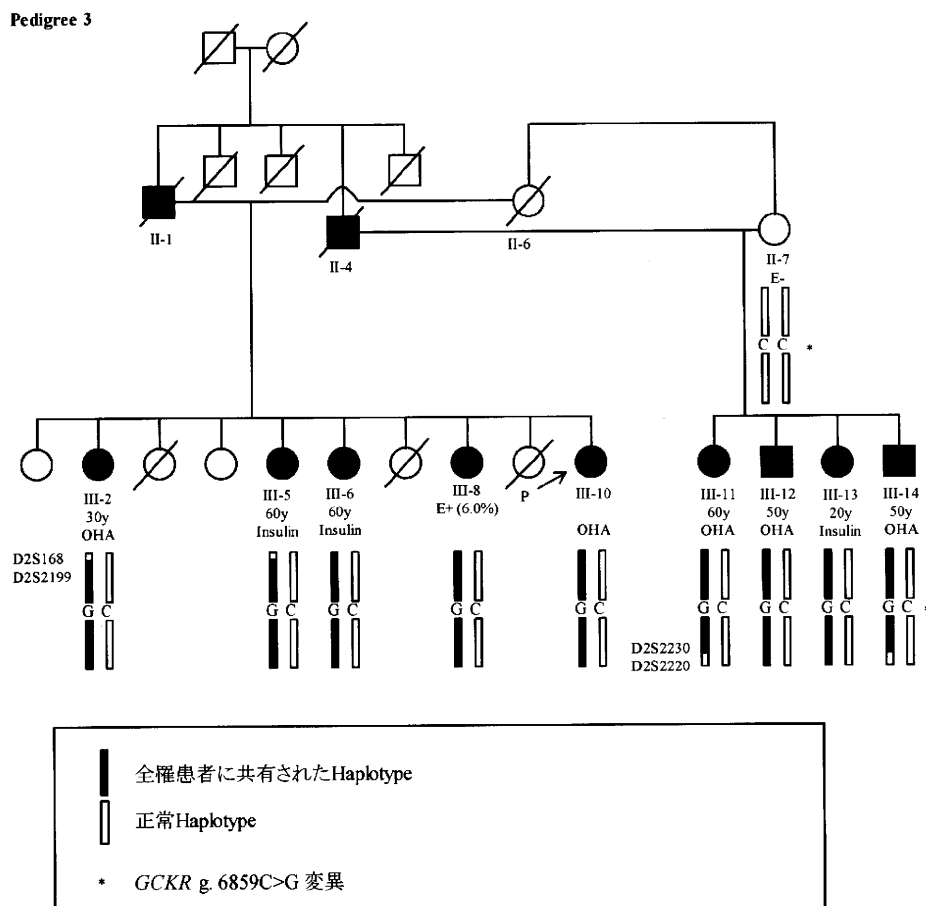 Pedigree 3
II-1
II-4
II-6
II-7
E-
C C *
P
III-2
30y
OHA
III-5
60y
Insulin
III-6
60y
Insulin
III-8
E+ (6.0%)
III-10
OHA
III-11
60y
OHA
III-12
50y
OHA
III-13
20y
Insulin
III-14
50y
OHA
D2S168
D2S2199
G C G C G C G C G C G C G C G C G C *
D2S2230
D2S2220
全罹患者に共有されたHaplotype
正常Haplotype
* GCKR g. 6859C>G 変異